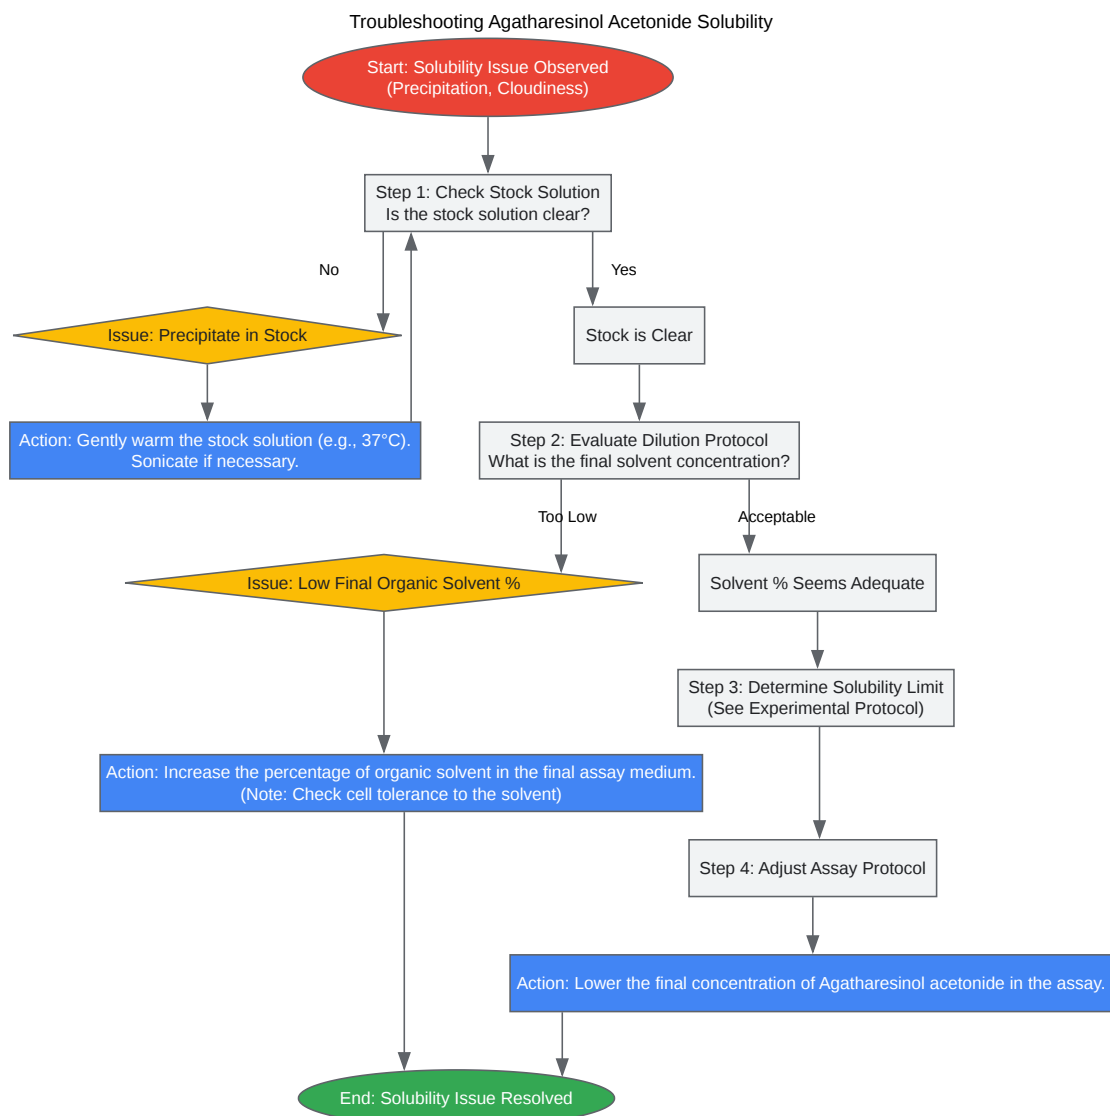 Troubleshooting Agatharesinol Acetonide Solubility
Start: Solubility Issue Observed
(Precipitation, Cloudiness)
Step 1: Check Stock Solution
Is the stock solution clear?
No
Yes
Issue: Precipitate in Stock
Stock is Clear
Action: Gently warm the stock solution (e.g., 37°C).
Sonicate if necessary.
Step 2: Evaluate Dilution Protocol
What is the final solvent concentration?
Too Low
Acceptable
Issue: Low Final Organic Solvent %
Solvent % Seems Adequate
Step 3: Determine Solubility Limit
(See Experimental Protocol)
Action: Increase the percentage of organic solvent in the final assay medium.
(Note: Check cell tolerance to the solvent)
Step 4: Adjust Assay Protocol
Action: Lower the final concentration of Agatharesinol acetonide in the assay.
End: Solubility Issue Resolved